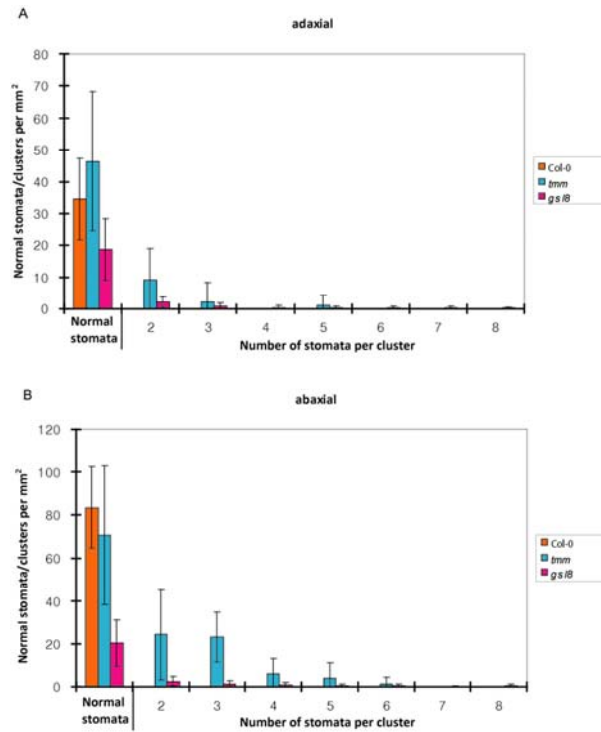 A
adaxial
Normal stomata/clusters per mm²
80
70
60
50
40
30
20
10
0
Normal stomata
2 3 4 5 6 7 8
Number of stomata per cluster
Col-0
tmm
gsl8
B
abaxial
Normal stomata/clusters per mm²
120
100
80
60
40
20
0
Normal stomata
2 3 4 5 6 7 8
Number of stomata per cluster
Col-0
tmm
gsl8